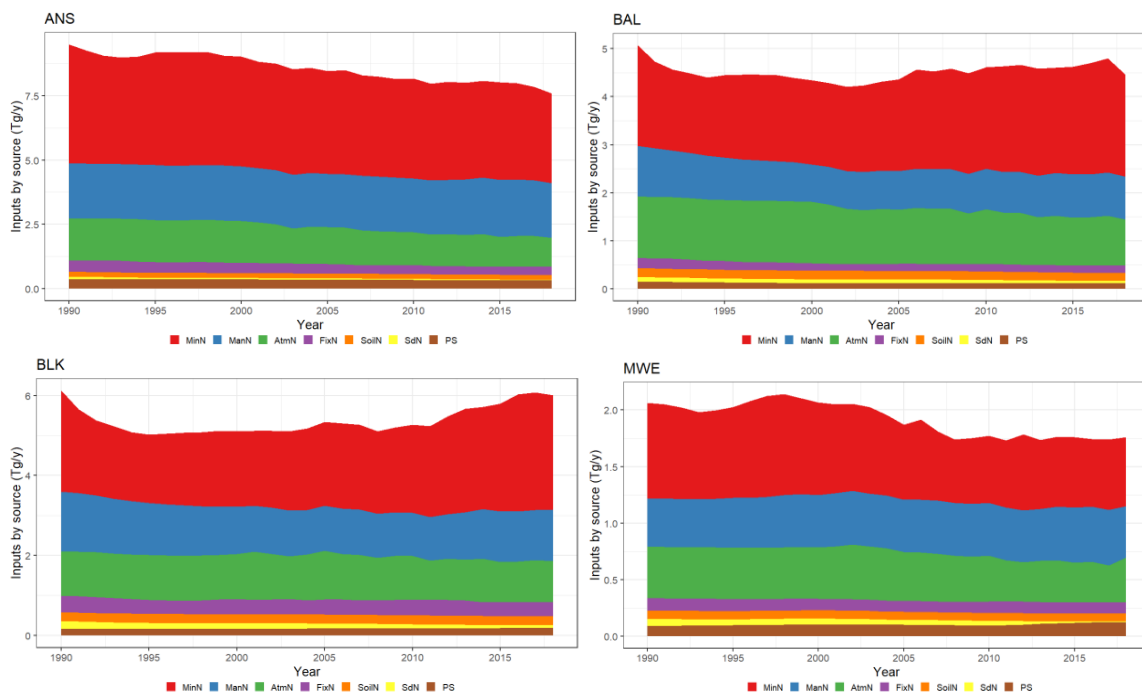 ANS
Inputs by source (Tg/y)
7.5
5.0
2.5
0.0
1990 1995 2000 2005 2010 2015
Year
MinN ManN AtmN FixN SoilN SdN PS
BAL
Inputs by source (Tg/y)
5
4
3
2
1
0
1990 1995 2000 2005 2010 2015
Year
MinN ManN AtmN FixN SoilN SdN PS
BLK
Inputs by source (Tg/y)
6
4
2
0
1990 1995 2000 2005 2010 2015
Year
MinN ManN AtmN FixN SoilN SdN PS
MWE
Inputs by source (Tg/y)
2.0
1.5
1.0
0.5
0.0
1990 1995 2000 2005 2010 2015
Year
MinN ManN AtmN FixN SoilN SdN PS